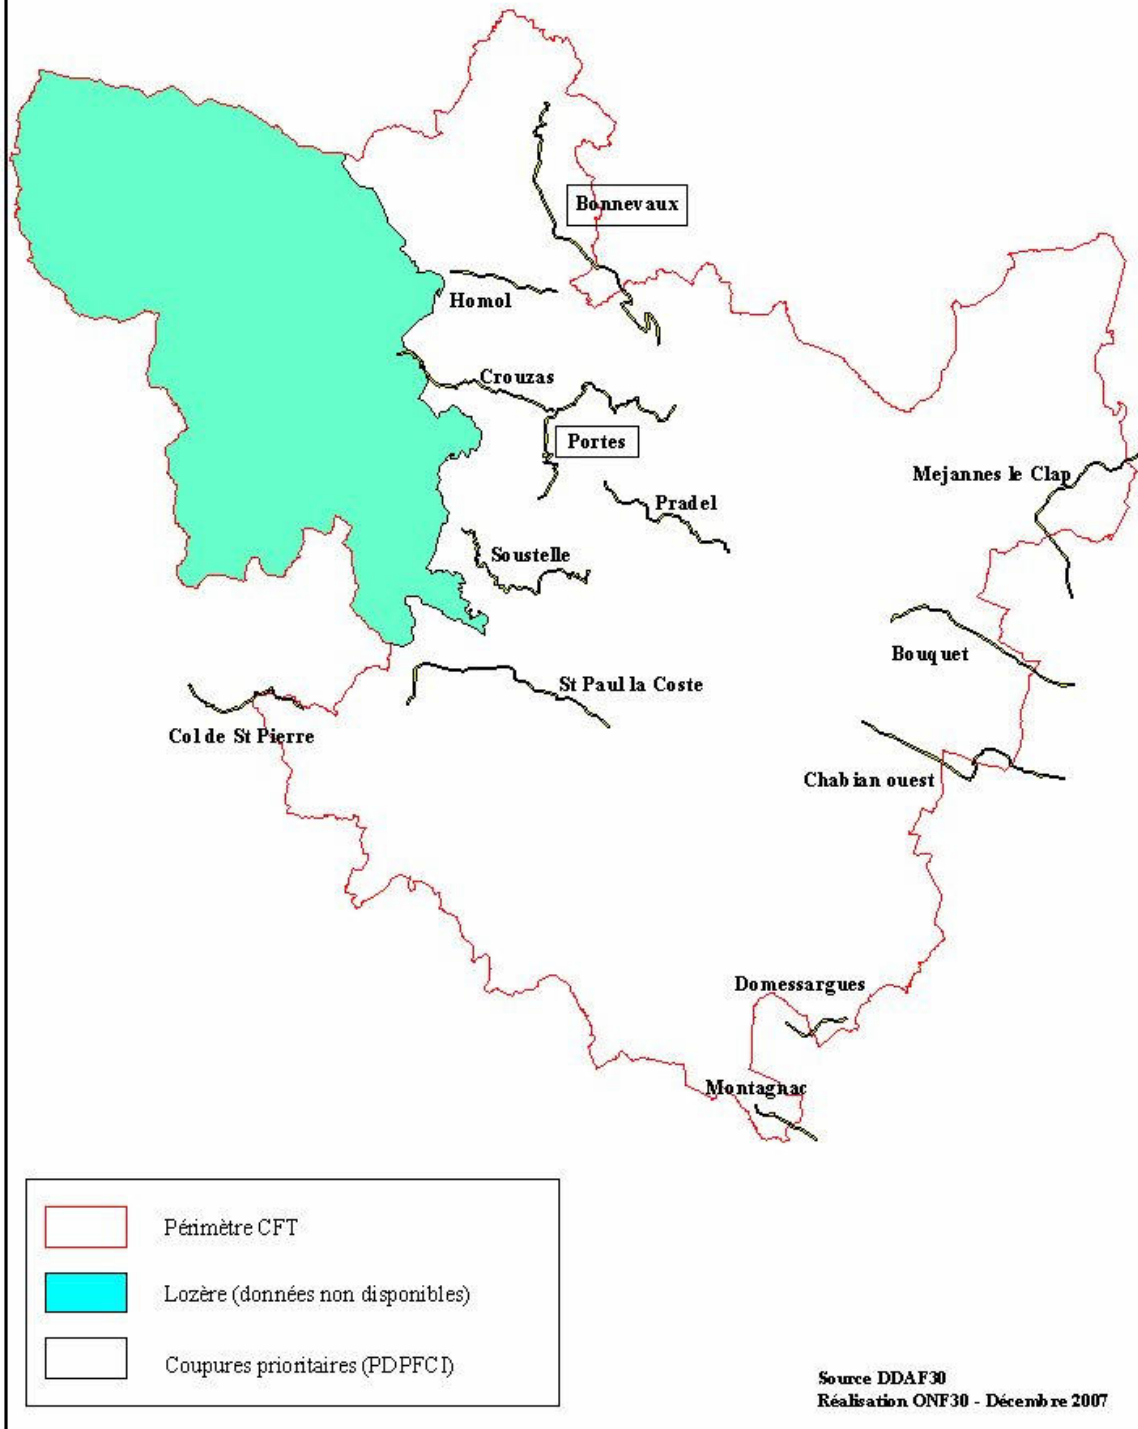 Bonnevaux
Homol
Crouzas
Portes
Mejannes le Clap
Pradel
Soustelle
Bouquet
St Paul la Coste
Col de St Pierre
Chabian ouest
Domessargues
Montagnac
Périmètre CFT
Lozère (données non disponibles)
Coupures prioritaires (PDPFCI)
Source DDAF30
Réalisation ONF30 - Décembre 2007